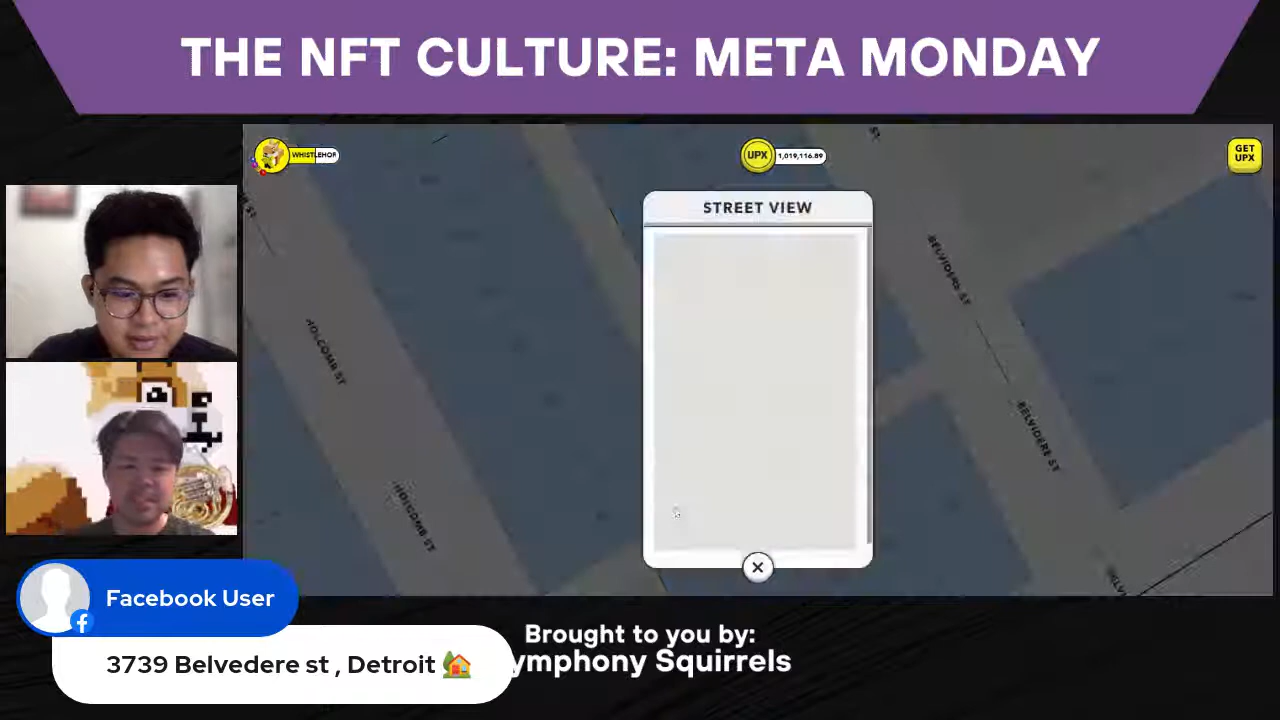 THE NFT CULTURE: META MONDAY
WHISTLEHOR
UPX
1,019,116.89
GET
UPX
STREET VIEW
BELVIDERE ST
HOLCOMB ST
BELVIDERE ST
HOLCOMB ST
Facebook User
3739 Belvedere st , Detroit 🏡
Brought to you by:
ymphony Squirrels